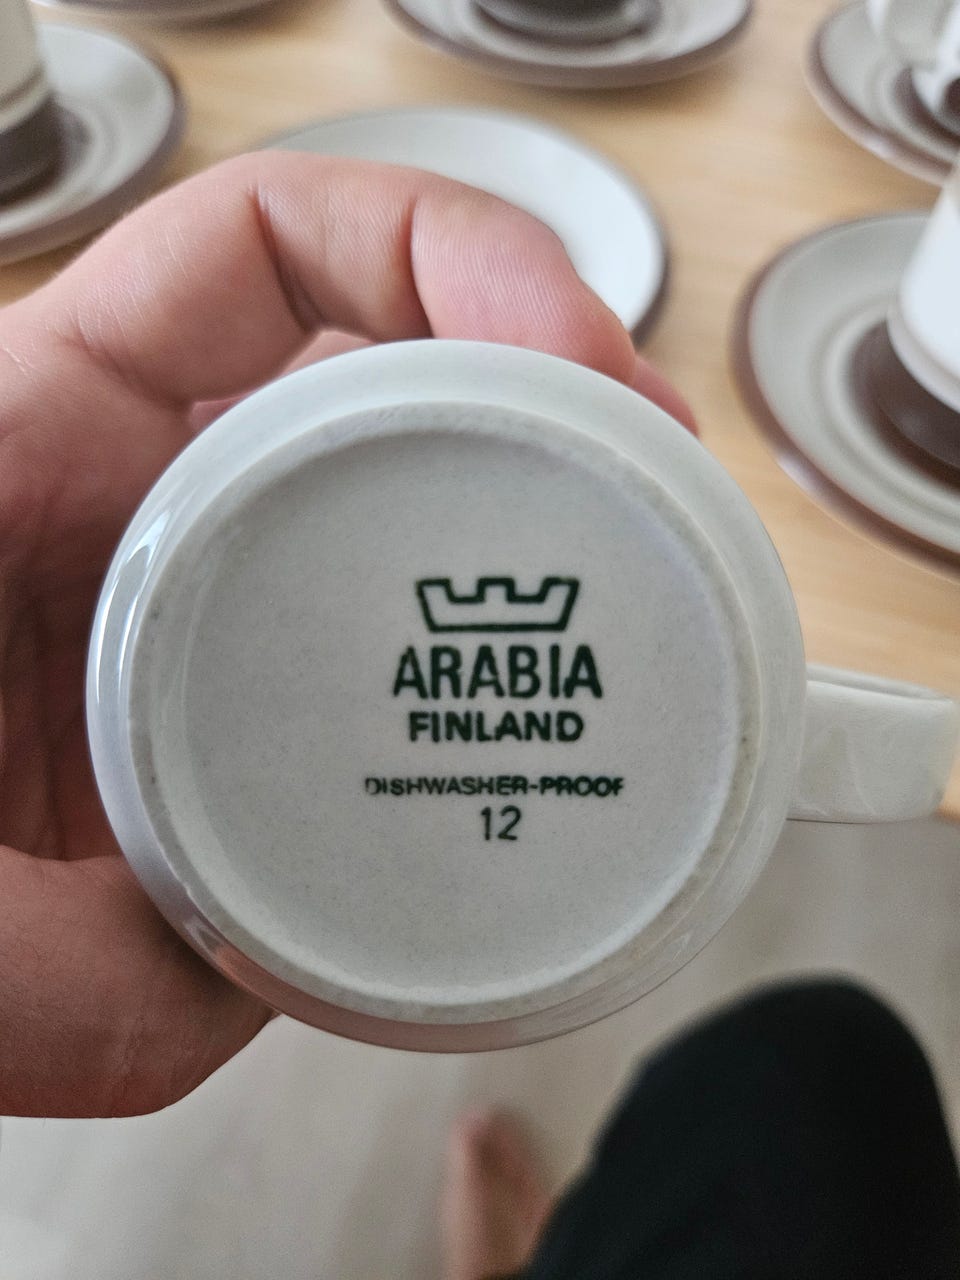 ARABIA
FINLAND
DISHWASHER-PROOF
12